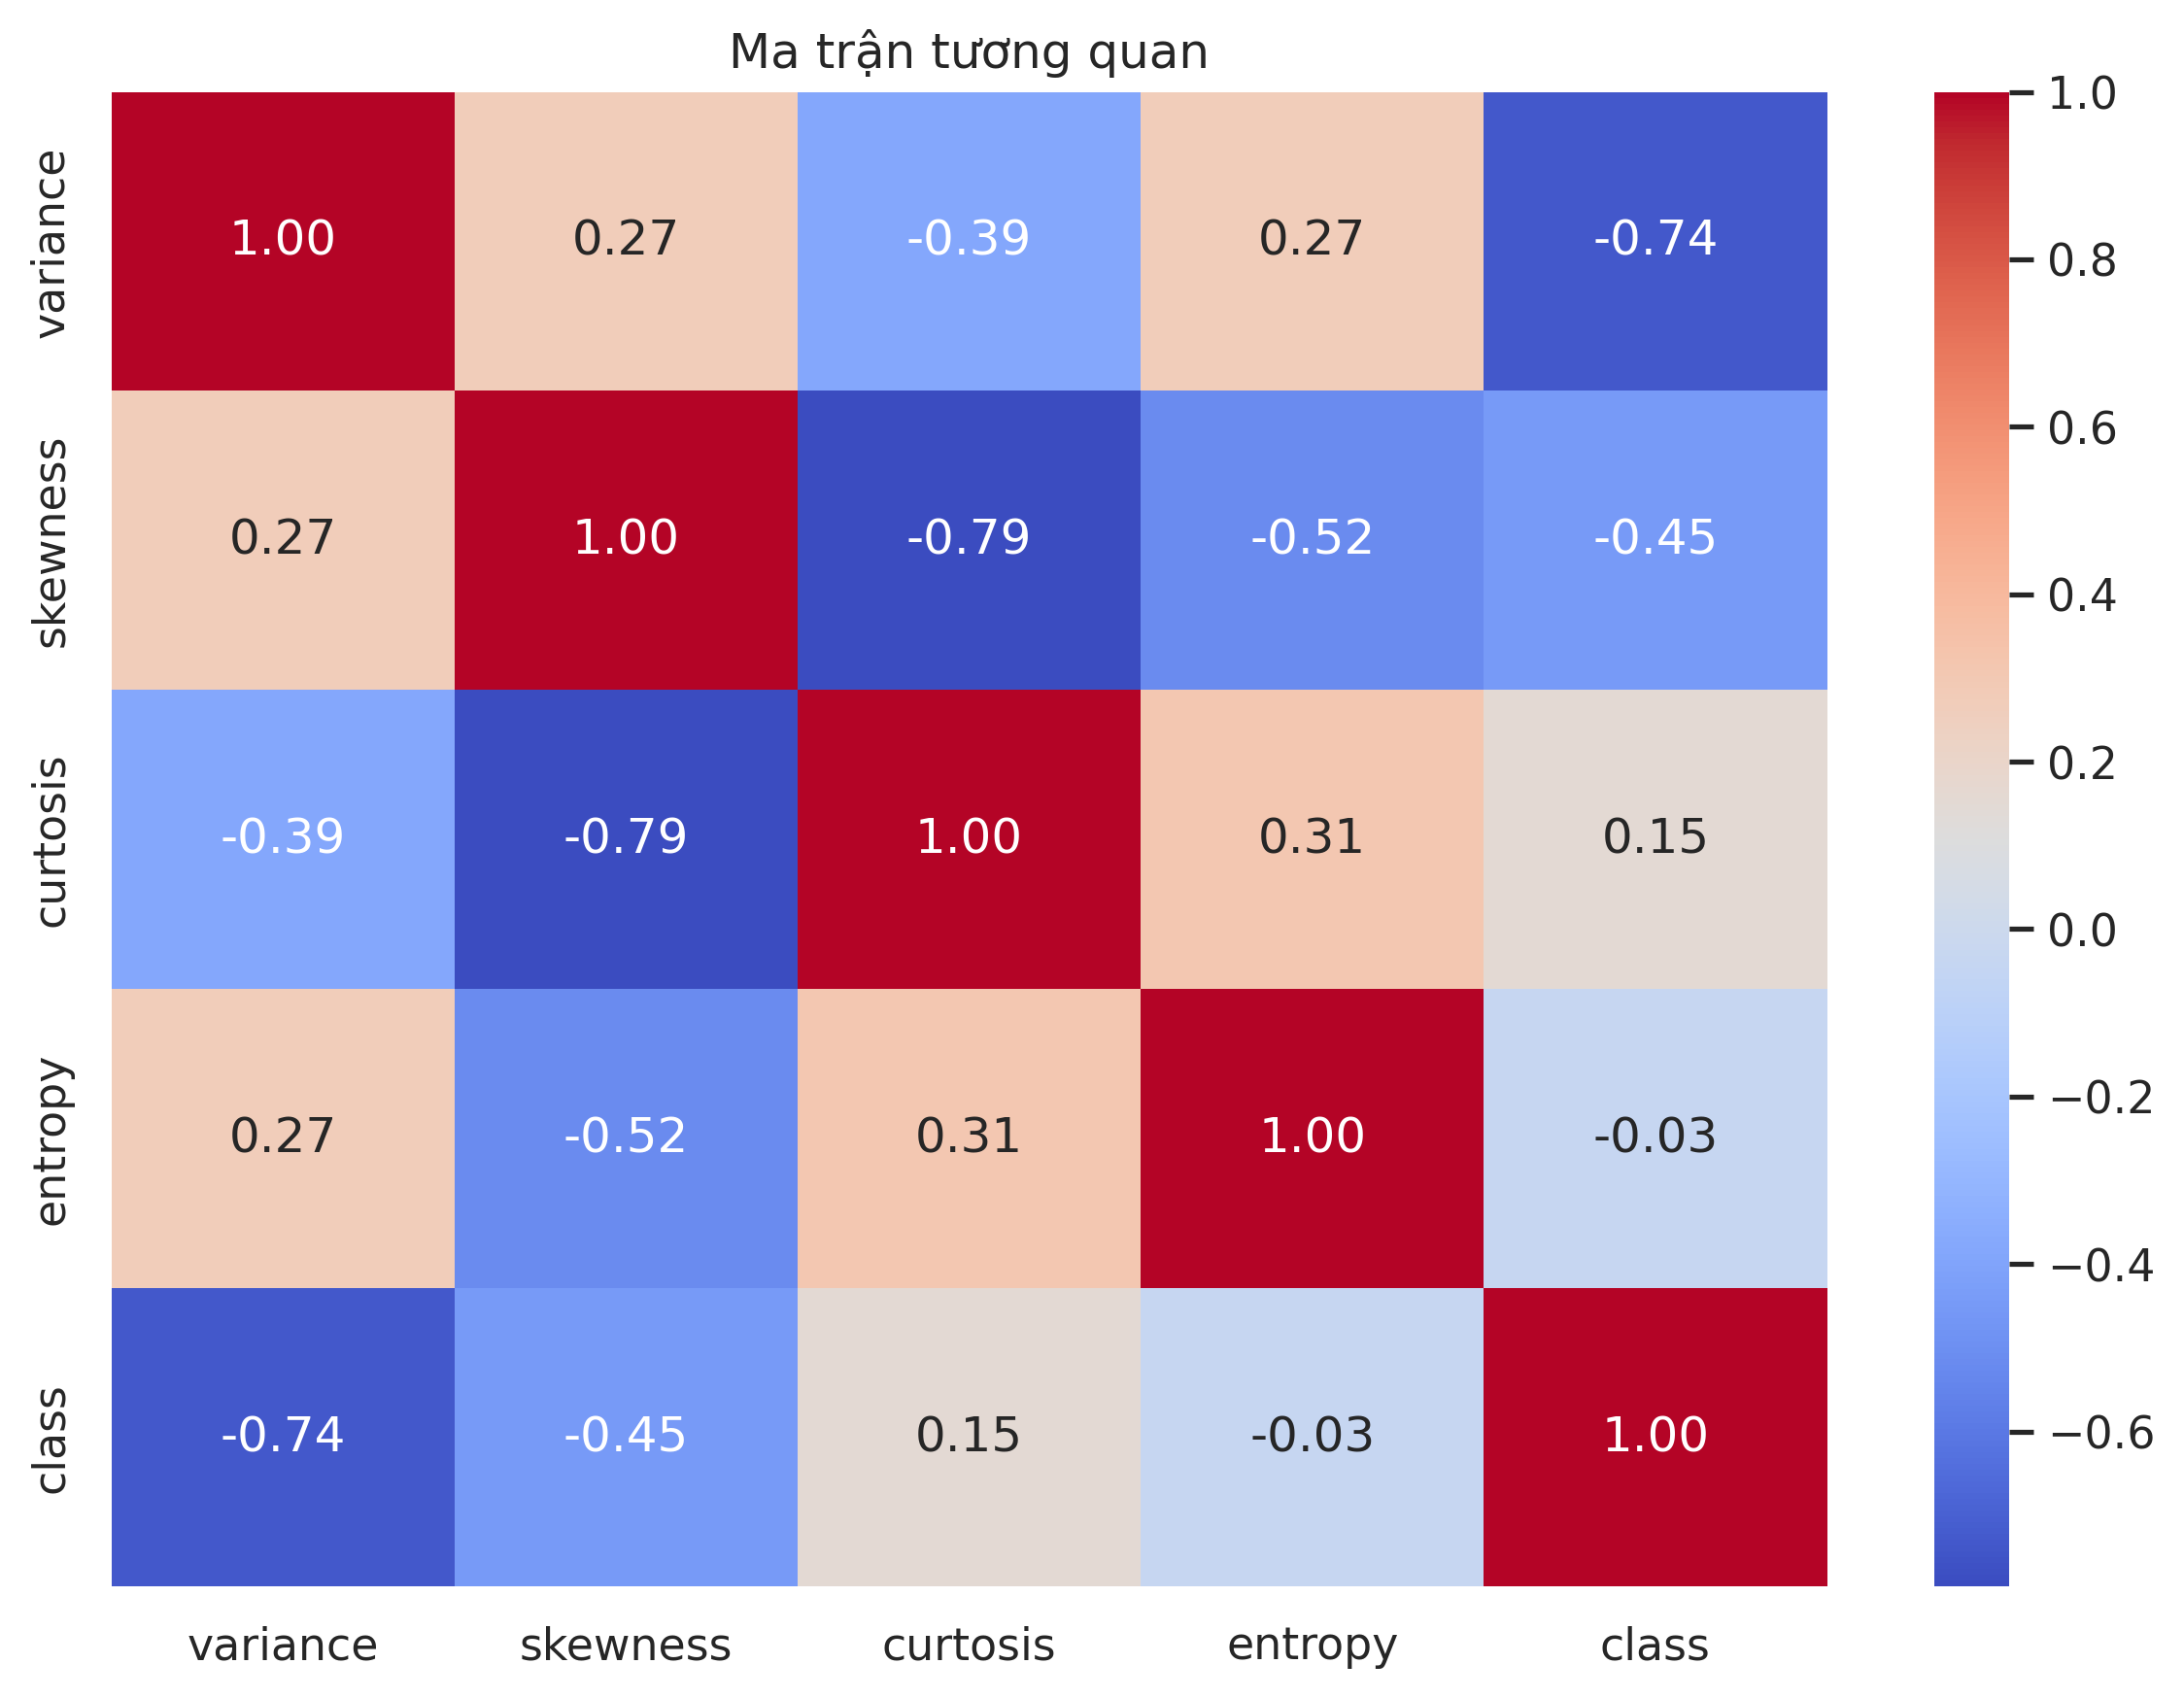 Ma trận tương quan
variance 1.00 0.27 -0.39 0.27 -0.74
skewness 0.27 1.00 -0.79 -0.52 -0.45
curtosis -0.39 -0.79 1.00 0.31 0.15
entropy 0.27 -0.52 0.31 1.00 -0.03
class -0.74 -0.45 0.15 -0.03 1.00
variance skewness curtosis entropy class
1.0
0.8
0.6
0.4
0.2
0.0
−0.2
−0.4
−0.6